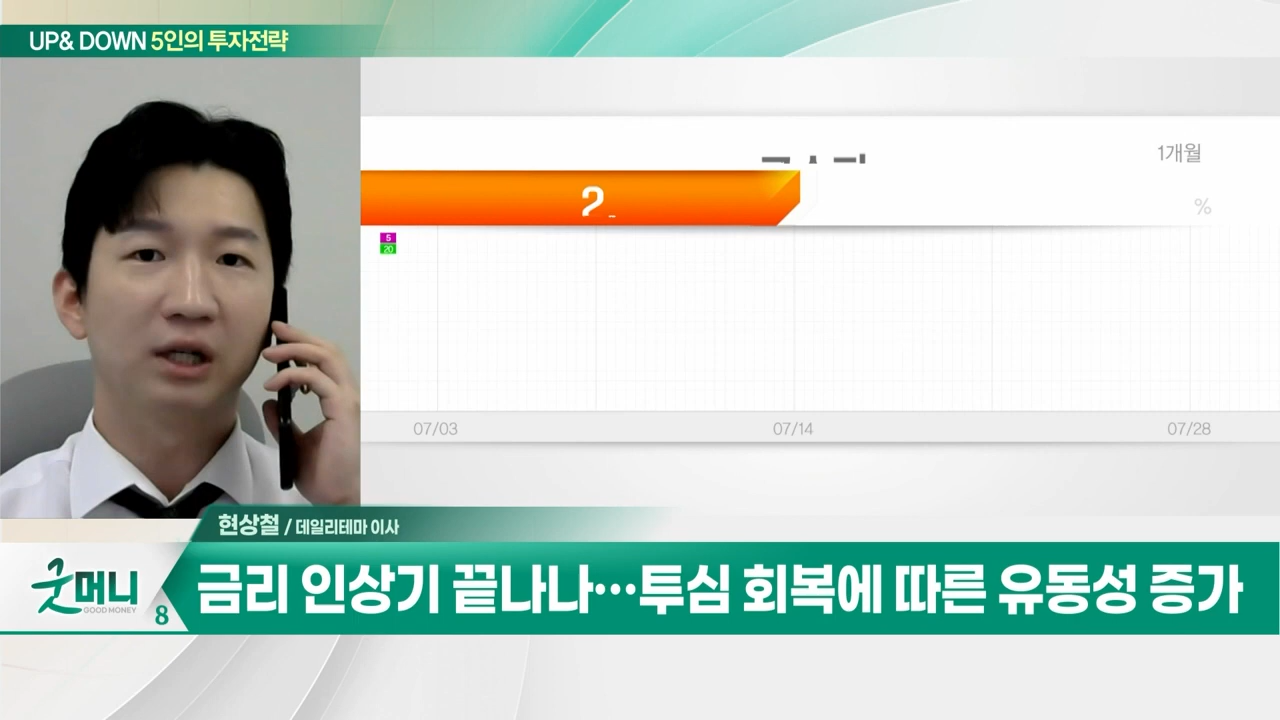 UP& DOWN 5인의 투자전략
1개월
2
%
5
20
07/03 07/14 07/28
현상철 / 데일리테마 이사
굿머니
GOOD MONEY
8
금리 인상기 끝나나…투심 회복에 따른 유동성 증가